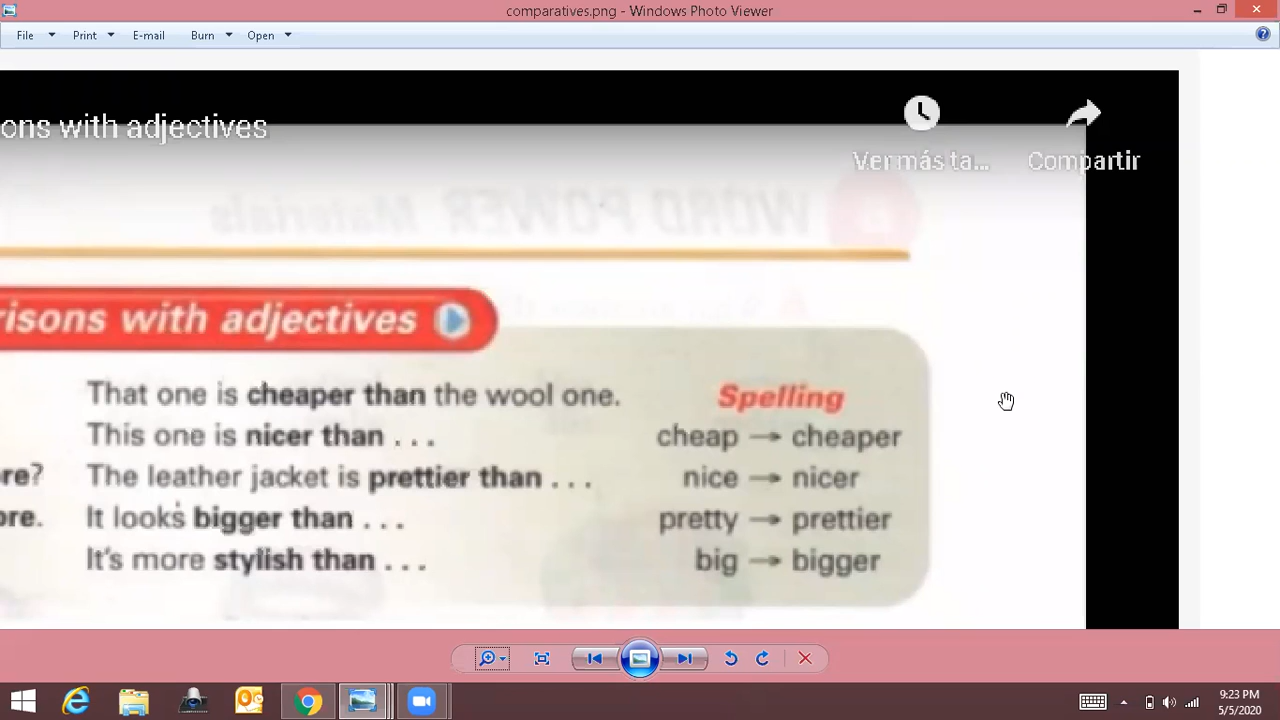 comparatives.png - Windows Photo Viewer
File Print E-mail Burn Open
ons with adjectives
Ver más ta...
Compartir
WORD POWER Materials
risons with adjectives
That one is cheaper than the wool one.
This one is nicer than . . .
re? The leather jacket is prettier than . . .
ore. It looks bigger than . . .
It's more stylish than . . .
Spelling
cheap → cheaper
nice → nicer
pretty → prettier
big → bigger
9:23 PM
5/5/2020